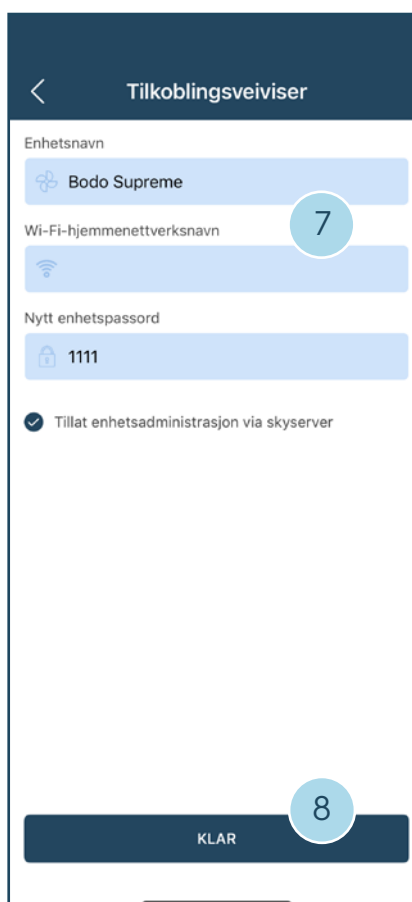 Tilkoblingsveiviser
Enhetsnavn
Bodo Supreme
7
Wi-Fi-hjemmenettverksnavn
Nytt enhetspassord
1111
Tillat enhetsadministrasjon via skyserver
8
KLAR